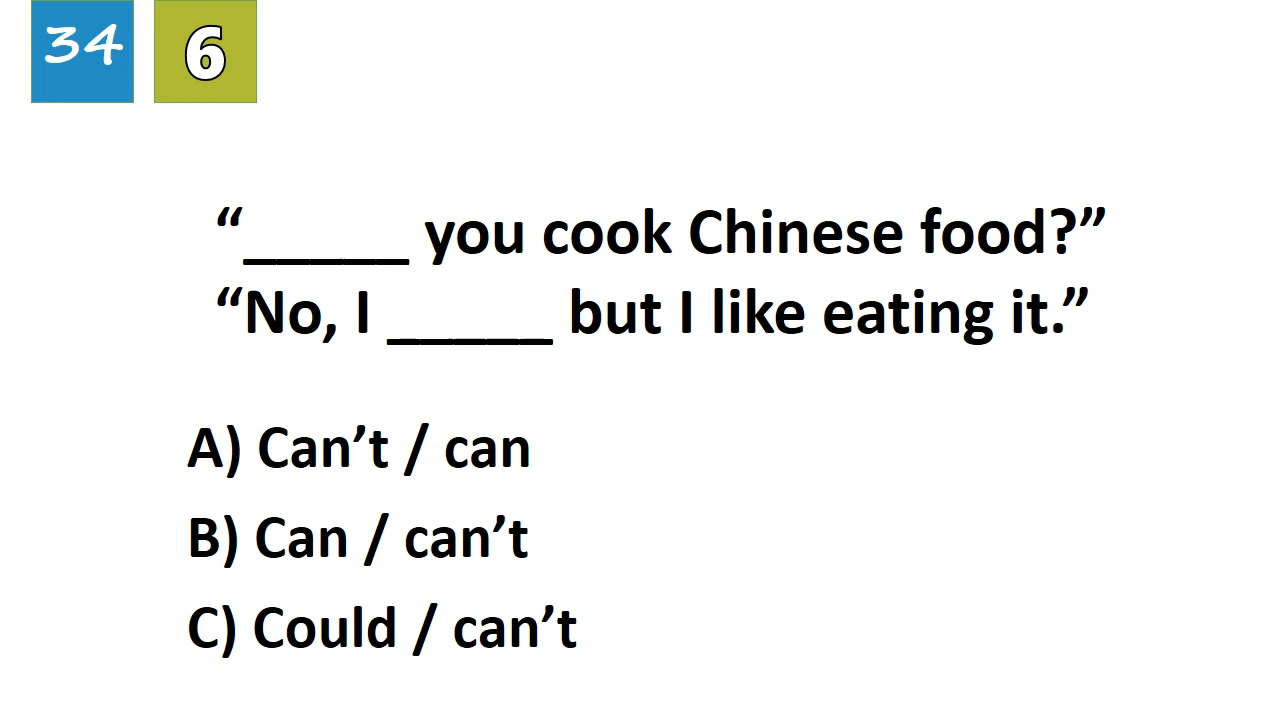 34 6
“_____ you cook Chinese food?”
“No, I _____ but I like eating it.”
A) Can’t / can
B) Can / can’t
C) Could / can’t